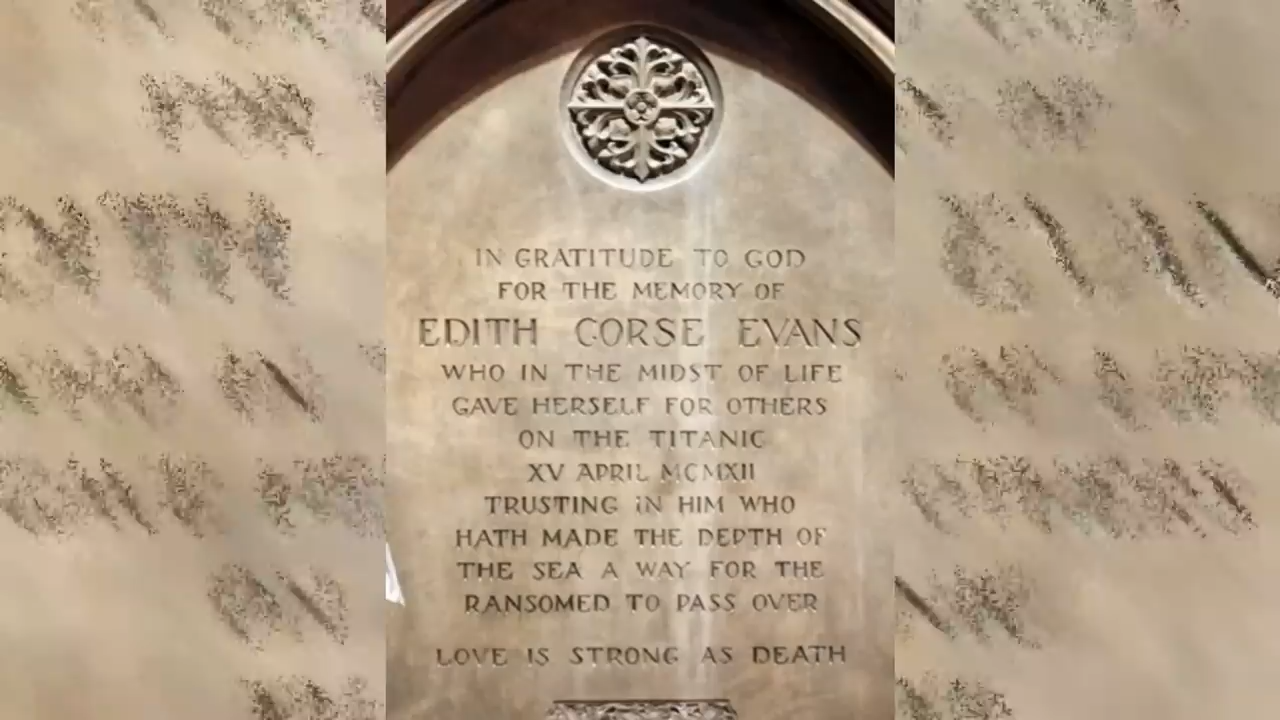 IN GRATITUDE TO GOD
FOR THE MEMORY OF
EDITH CORSE EVANS
WHO IN THE MIDST OF LIFE
GAVE HERSELF FOR OTHERS
ON THE TITANIC
XV APRIL MCMXII
TRUSTING IN HIM WHO
HATH MADE THE DEPTH OF
THE SEA A WAY FOR THE
RANSOMED TO PASS OVER
LOVE IS STRONG AS DEATH